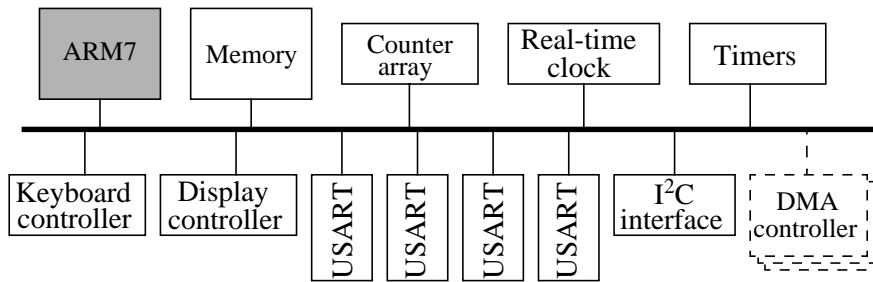 ARM7
Memory
Counter
array
Real-time
clock
Timers
Keyboard
controller
Display
controller
USART
USART
USART
USART
I²C
interface
DMA
controller